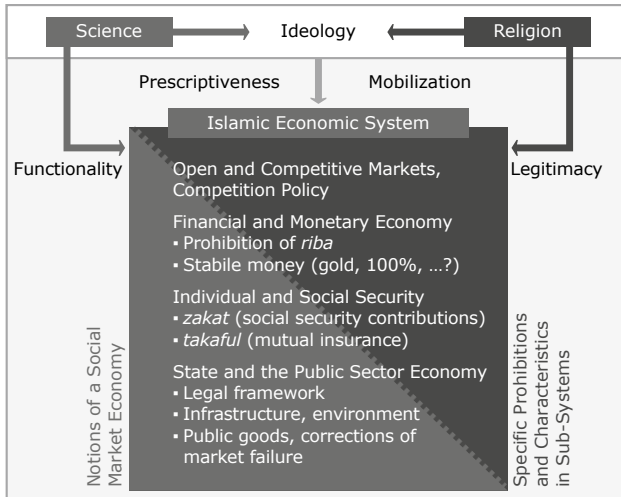 Science
Ideology
Religion
Prescriptiveness
Mobilization
Islamic Economic System
Functionality
Legitimacy
Open and Competitive Markets,
Competition Policy
Financial and Monetary Economy
▪ Prohibition of riba
▪ Stabile money (gold, 100%, …?)
Individual and Social Security
▪ zakat (social security contributions)
▪ takaful (mutual insurance)
State and the Public Sector Economy
▪ Legal framework
▪ Infrastructure, environment
▪ Public goods, corrections of
market failure
Notions of a Social
Market Economy
Specific Prohibitions
and Characteristics
in Sub-Systems